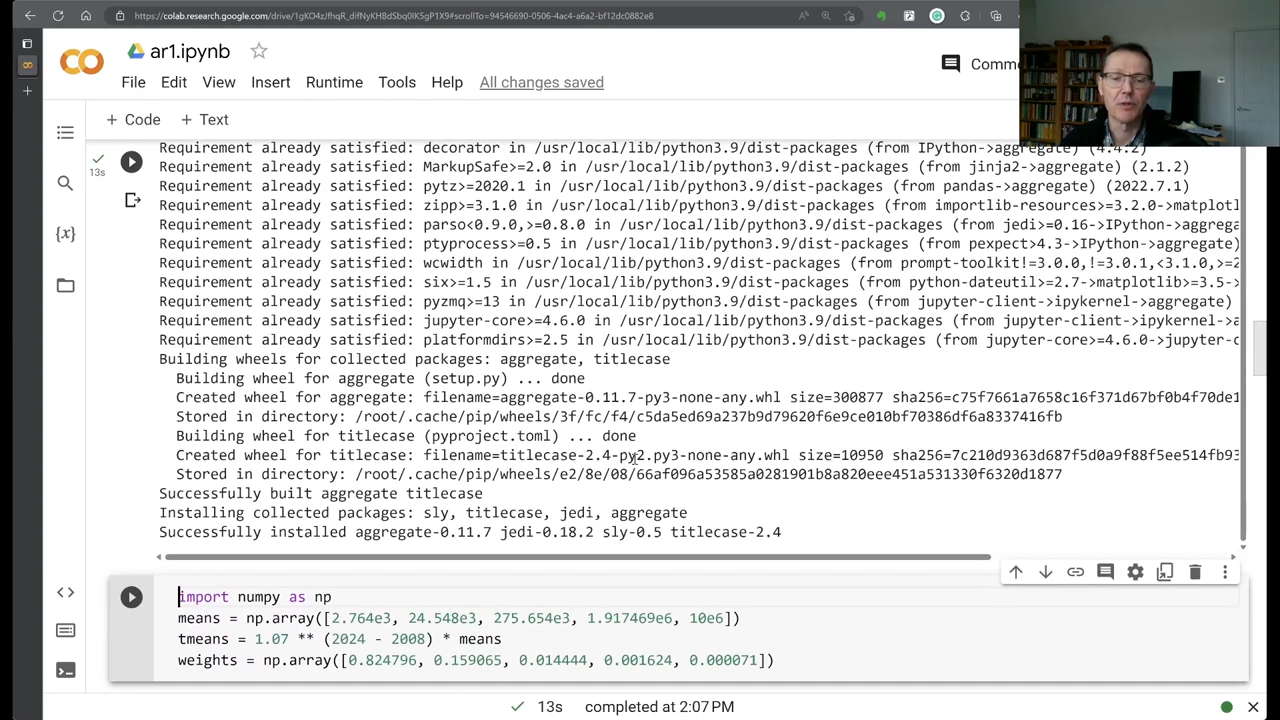 https://colab.research.google.com/drive/1gKO4zJfhqR_difNyKHBdSbq0IKSgP1X9#scrollTo=94546690-0506-4ac4-a6a2-bf12dc0882e8
ar1.ipynb
File Edit View Insert Runtime Tools Help All changes saved
Comme
+ Code + Text
13s
Requirement already satisfied: decorator in /usr/local/lib/python3.9/dist-packages (from IPython->aggregate) (4.4.2)
Requirement already satisfied: MarkupSafe>=2.0 in /usr/local/lib/python3.9/dist-packages (from jinja2->aggregate) (2.1.2)
Requirement already satisfied: pytz>=2020.1 in /usr/local/lib/python3.9/dist-packages (from pandas->aggregate) (2022.7.1)
Requirement already satisfied: zipp>=3.1.0 in /usr/local/lib/python3.9/dist-packages (from importlib-resources>=3.2.0->matplotl
Requirement already satisfied: parso<0.9.0,>=0.8.0 in /usr/local/lib/python3.9/dist-packages (from jedi>=0.16->IPython->aggrega
Requirement already satisfied: ptyprocess>=0.5 in /usr/local/lib/python3.9/dist-packages (from pexpect>4.3->IPython->aggregate)
Requirement already satisfied: wcwidth in /usr/local/lib/python3.9/dist-packages (from prompt-toolkit!=3.0.0,!=3.0.1,<3.1.0,>=2
Requirement already satisfied: six>=1.5 in /usr/local/lib/python3.9/dist-packages (from python-dateutil>=2.7->matplotlib>=3.5->
Requirement already satisfied: pyzmq>=13 in /usr/local/lib/python3.9/dist-packages (from jupyter-client->ipykernel->aggregate)
Requirement already satisfied: jupyter-core>=4.6.0 in /usr/local/lib/python3.9/dist-packages (from jupyter-client->ipykernel->a
Requirement already satisfied: platformdirs>=2.5 in /usr/local/lib/python3.9/dist-packages (from jupyter-core>=4.6.0->jupyter-c
Building wheels for collected packages: aggregate, titlecase
Building wheel for aggregate (setup.py) ... done
Created wheel for aggregate: filename=aggregate-0.11.7-py3-none-any.whl size=300877 sha256=c75f7661a7658c16f371d67bf0b4f70de1
Stored in directory: /root/.cache/pip/wheels/3f/fc/f4/c5da5ed69a237b9d79620f6e9ce010bf70386df6a8337416fb
Building wheel for titlecase (pyproject.toml) ... done
Created wheel for titlecase: filename=titlecase-2.4-py2.py3-none-any.whl size=10950 sha256=7c210d9363d687f5d0a9f88f5ee514fb93
Stored in directory: /root/.cache/pip/wheels/e2/8e/08/66af096a53585a0281901b8a820eee451a531330f6320d1877
Successfully built aggregate titlecase
Installing collected packages: sly, titlecase, jedi, aggregate
Successfully installed aggregate-0.11.7 jedi-0.18.2 sly-0.5 titlecase-2.4
import numpy as np
means = np.array([2.764e3, 24.548e3, 275.654e3, 1.917469e6, 10e6])
tmeans = 1.07 ** (2024 - 2008) * means
weights = np.array([0.824796, 0.159065, 0.014444, 0.001624, 0.000071])
13s completed at 2:07 PM